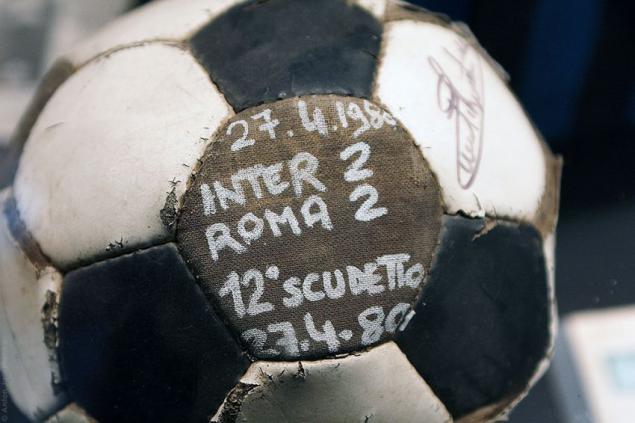 27.4.1980
INTER 2
ROMA 2
12° SCUDETTO
27.4.80